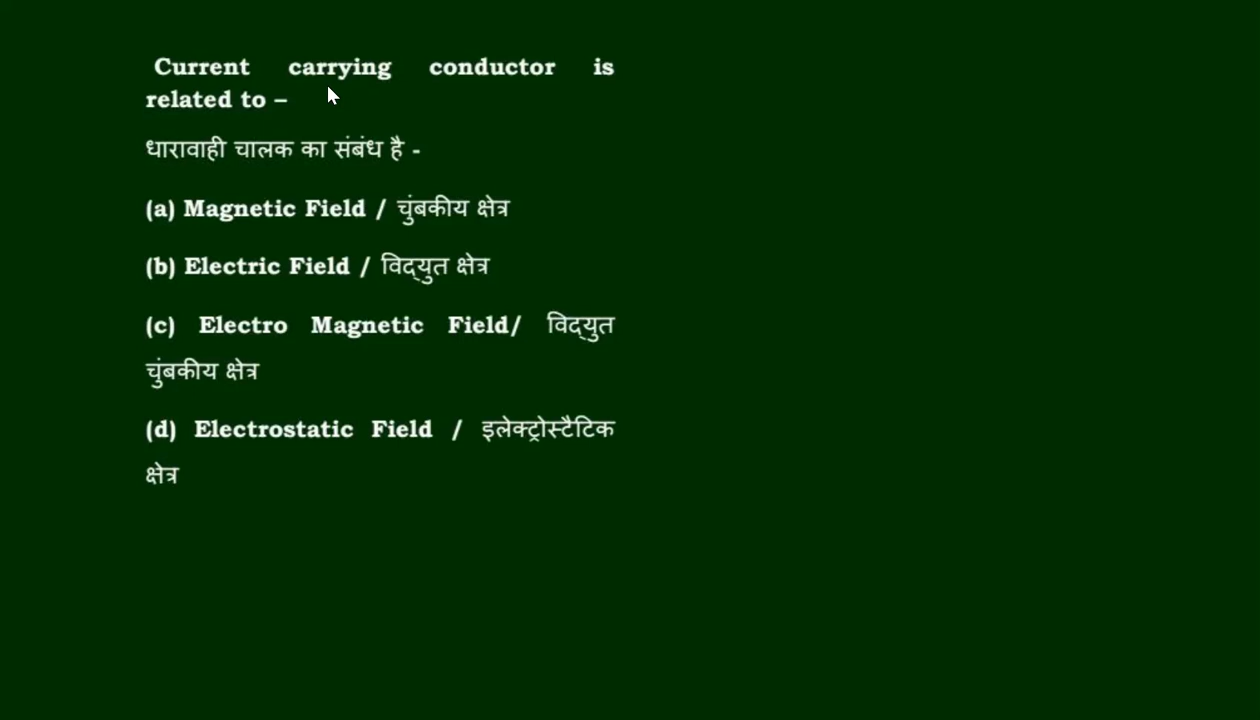 Current carrying conductor is
related to –
धारावाही चालक का संबंध है -
(a) Magnetic Field / चुंबकीय क्षेत्र
(b) Electric Field / विद्युत क्षेत्र
(c) Electro Magnetic Field/ विद्युत
चुंबकीय क्षेत्र
(d) Electrostatic Field / इलेक्ट्रोस्टैटिक
क्षेत्र